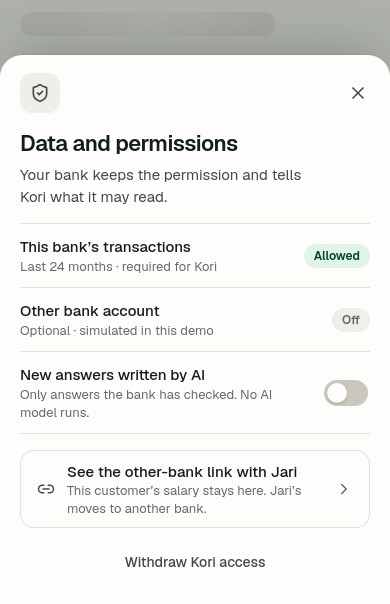 Data and permissions
Your bank keeps the permission and tells
Kori what it may read.
This bank's transactions
Last 24 months · required for Kori
Allowed
Other bank account
Optional · simulated in this demo
Off
New answers written by AI
Only answers the bank has checked. No AI
model runs.
See the other-bank link with Jari
This customer's salary stays here. Jari's
moves to another bank.
Withdraw Kori access